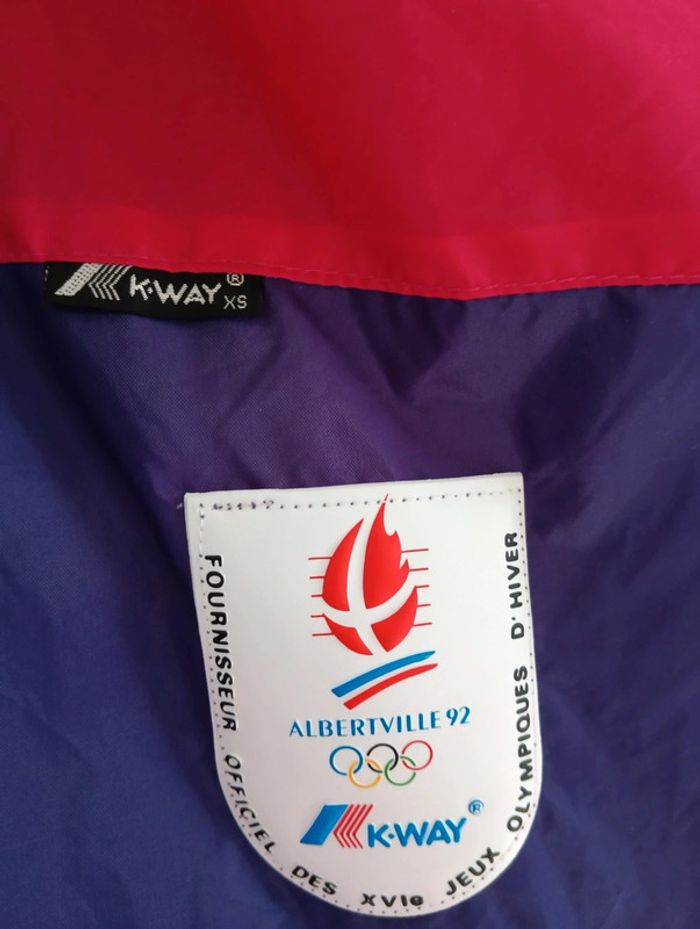 K·WAY®
XS
ALBERTVILLE 92
K·WAY®
FOURNISSEUR OFFICIEL DES XVIe JEUX OLYMPIQUES D'HIVER